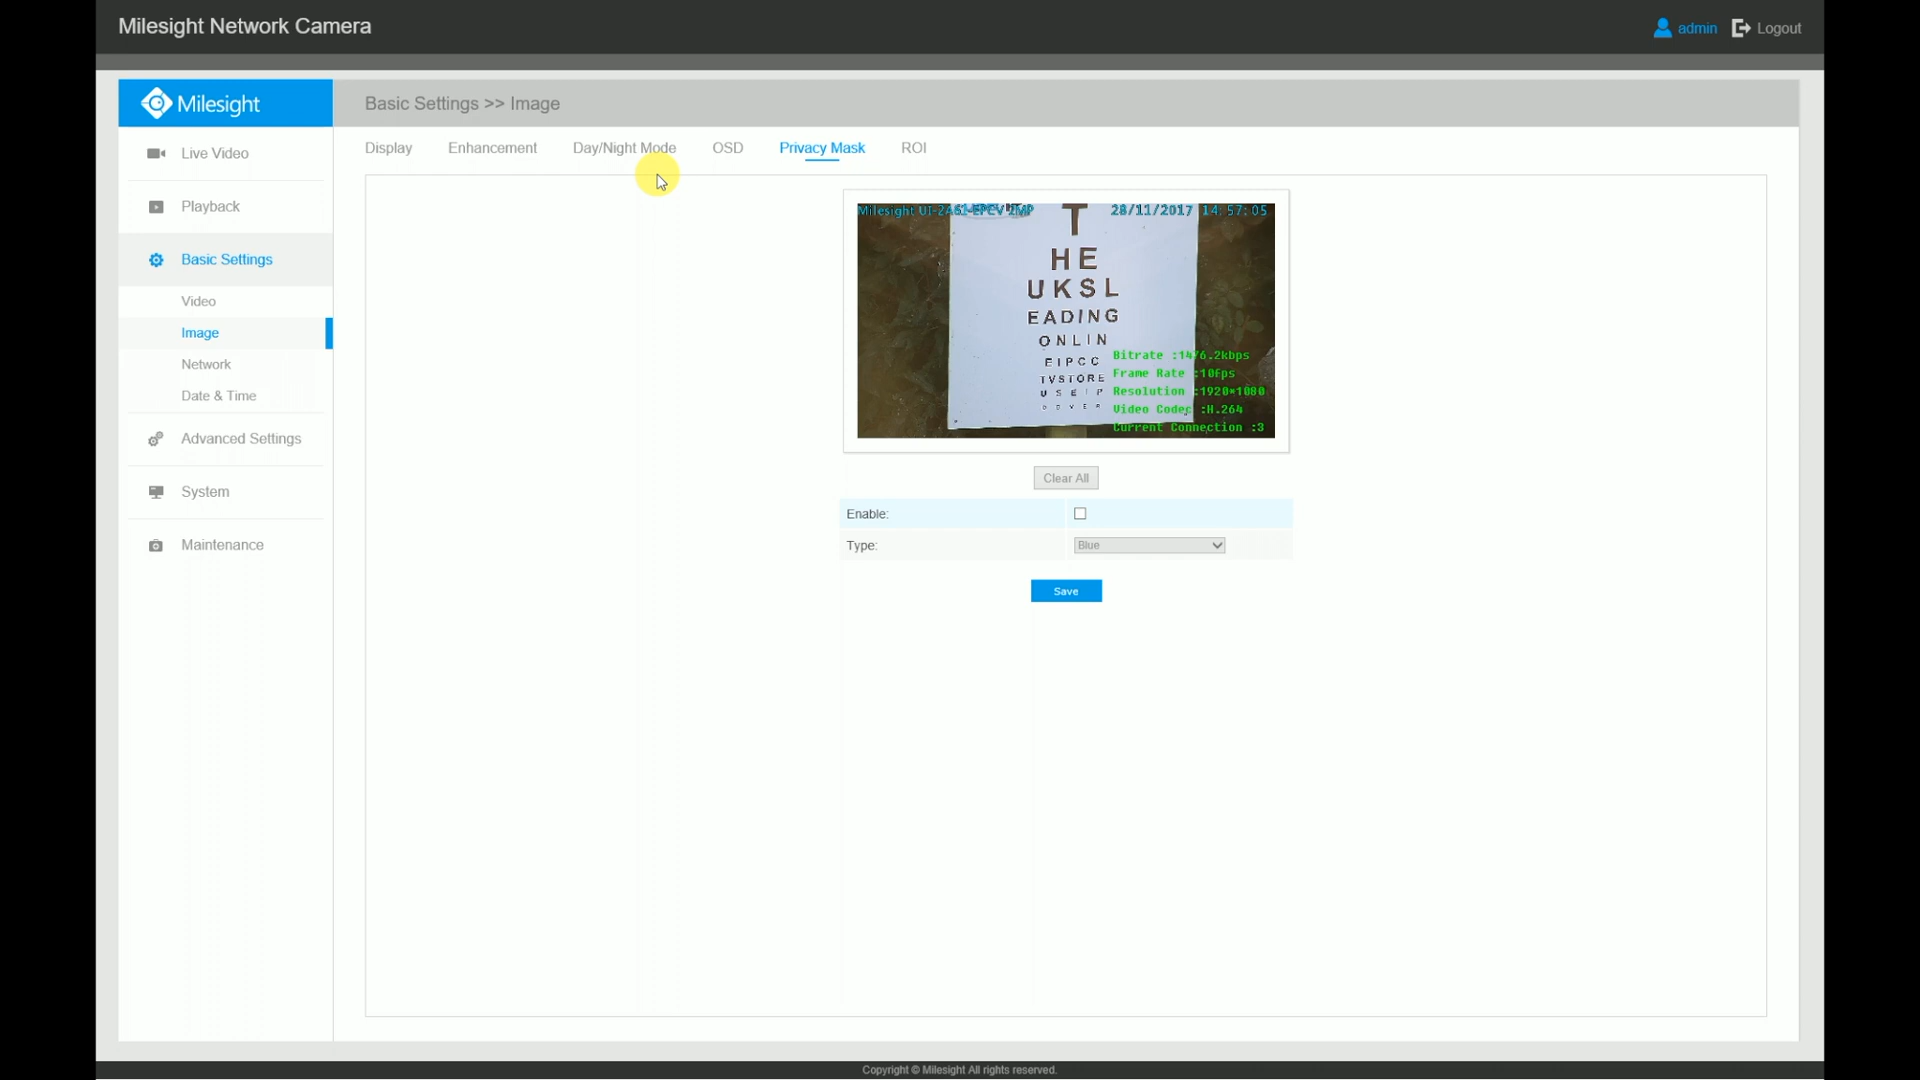 Milesight Network Camera
admin Logout
Milesight
Basic Settings >> Image
Live Video
Playback
Basic Settings
Video
Image
Network
Date & Time
Advanced Settings
System
Maintenance
Display Enhancement Day/Night Mode OSD Privacy Mask ROI
28/11/2017 14:57:05
T
HE
UKSL
EADING
ONLIN
EIPCC
TVSTORE
USEIP
Bitrate :1476.2kbps
Frame Rate :10fps
Resolution :1920*1080
Video Codec :H.264
Current Connection :3
Clear All
Enable:
Type: Blue
Save
Copyright © Milesight All rights reserved.